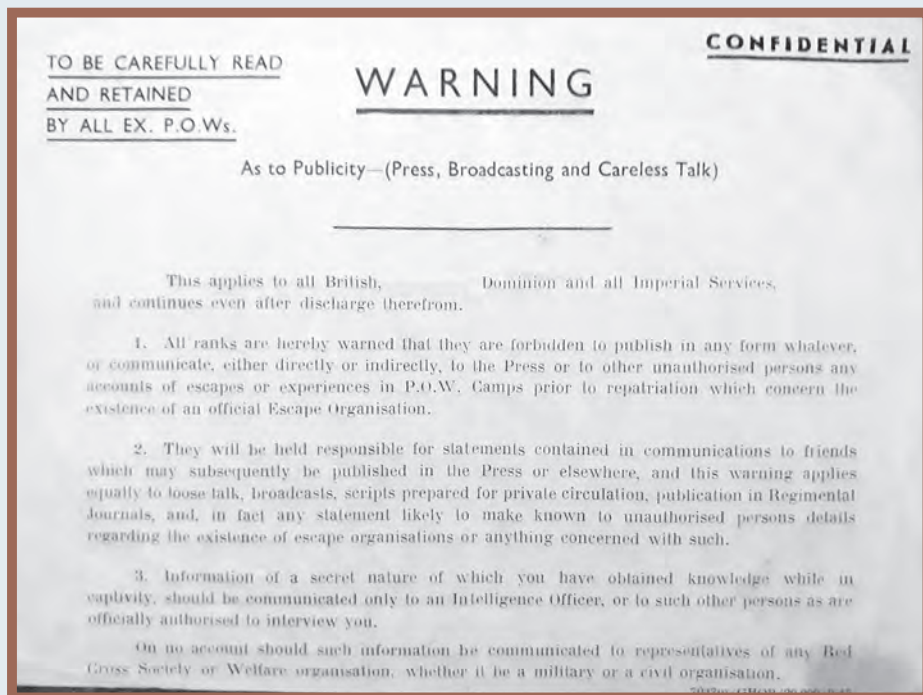 CONFIDENTIAL
TO BE CAREFULLY READ
AND RETAINED
BY ALL EX. P.O.Ws.
WARNING
As to Publicity—(Press, Broadcasting and Careless Talk)
This applies to all British, Dominion and all Imperial Services,
and continues even after discharge therefrom.
1. All ranks are hereby warned that they are forbidden to publish in any form whatever,
or communicate, either directly or indirectly, to the Press or to other unauthorised persons any
accounts of escapes or experiences in P.O.W. Camps prior to repatriation which concern the
existence of an official Escape Organisation.
2. They will be held responsible for statements contained in communications to friends
which may subsequently be published in the Press or elsewhere, and this warning applies
equally to loose talk, broadcasts, scripts prepared for private circulation, publication in Regimental
Journals, and, in fact any statement likely to make known to unauthorised persons details
regarding the existence of escape organisations or anything concerned with such.
3. Information of a secret nature of which you have obtained knowledge while in
captivity, should be communicated only to an Intelligence Officer, or to such other persons as are
officially authorised to interview you.
On no account should such information be communicated to representatives of any Red
Cross Society or Welfare organisation, whether it be a military or a civil organisation.